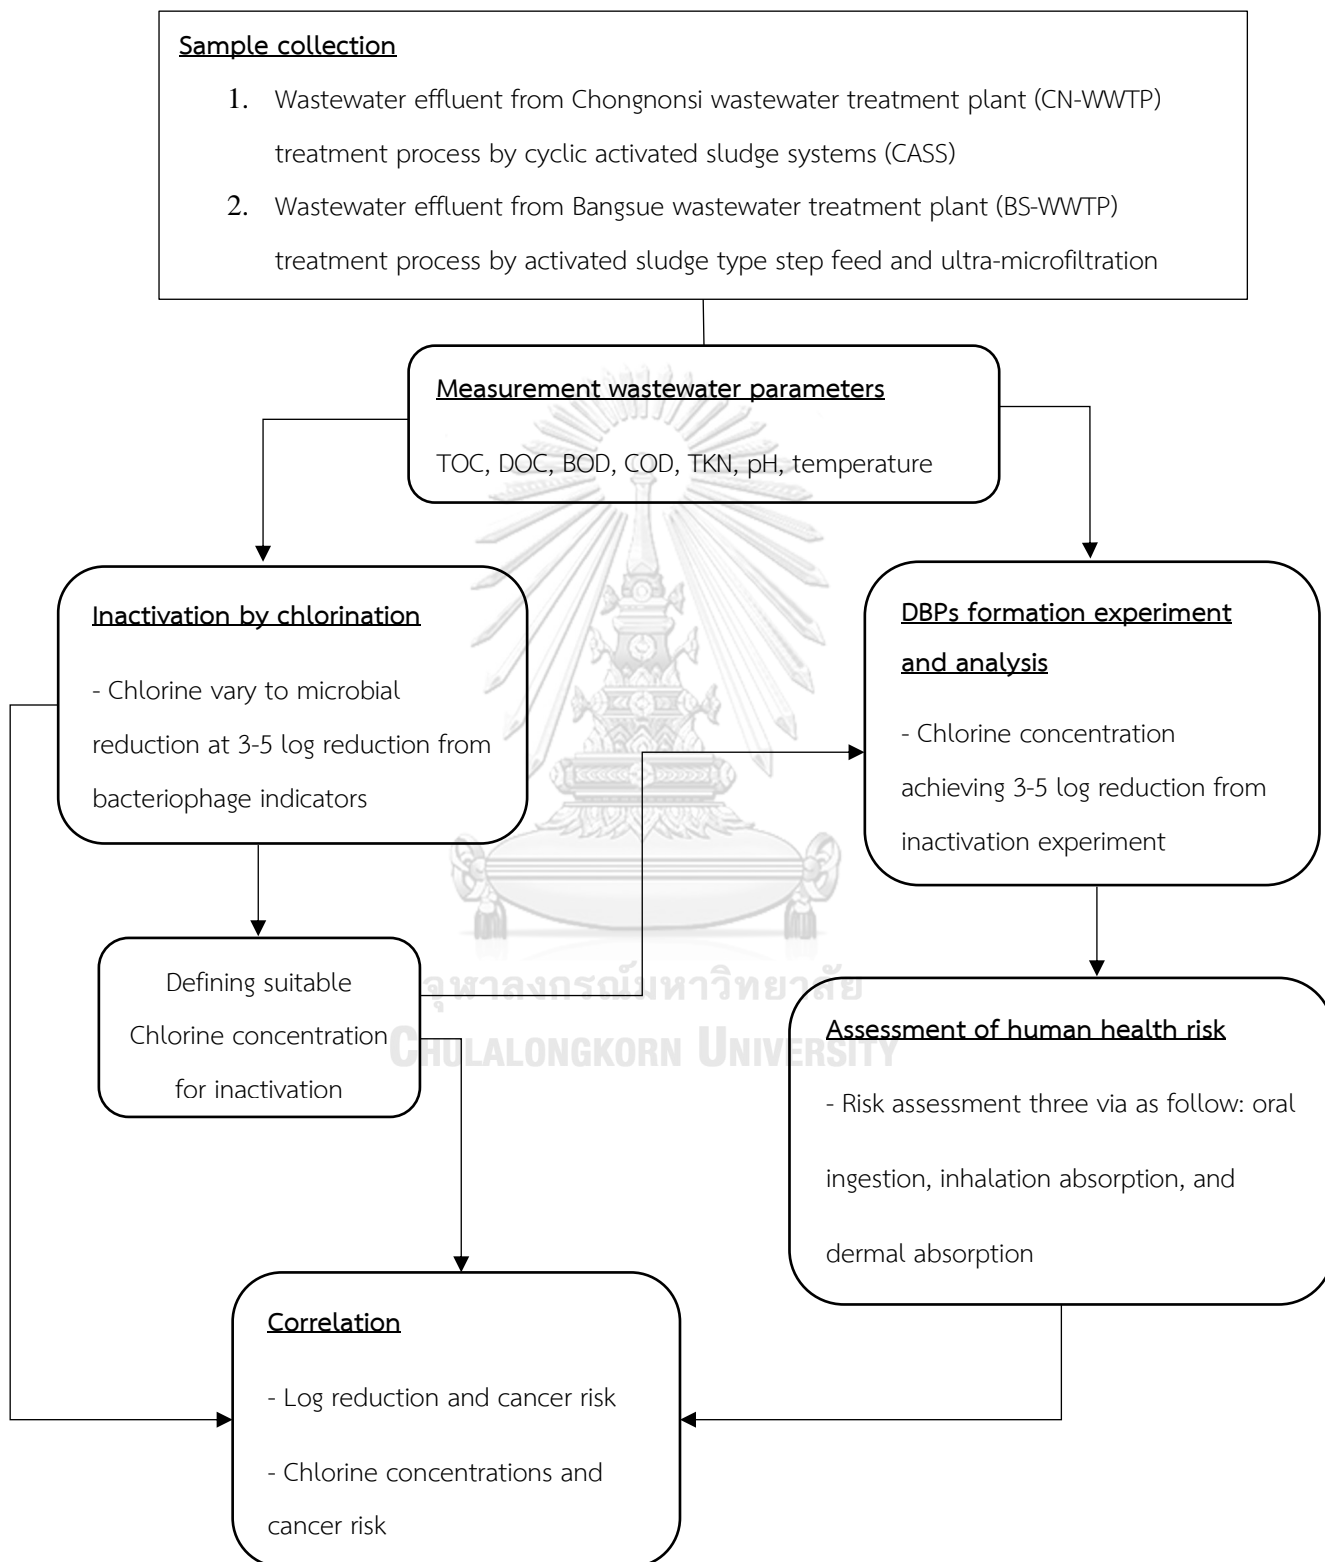 Sample collection
1. Wastewater effluent from Chongnonsi wastewater treatment plant (CN-WWTP)
treatment process by cyclic activated sludge systems (CASS)
2. Wastewater effluent from Bangsue wastewater treatment plant (BS-WWTP)
treatment process by activated sludge type step feed and ultra-microfiltration
Measurement wastewater parameters
TOC, DOC, BOD, COD, TKN, pH, temperature
Inactivation by chlorination
- Chlorine vary to microbial
reduction at 3-5 log reduction from
bacteriophage indicators
DBPs formation experiment
and analysis
- Chlorine concentration
achieving 3-5 log reduction from
inactivation experiment
Defining suitable
Chlorine concentration
for inactivation
จุฬาลงกรณ์มหาวิทยาลัย
CHULALONGKORN UNIVERSITY
Assessment of human health risk
- Risk assessment three via as follow: oral
ingestion, inhalation absorption, and
dermal absorption
Correlation
- Log reduction and cancer risk
- Chlorine concentrations and
cancer risk